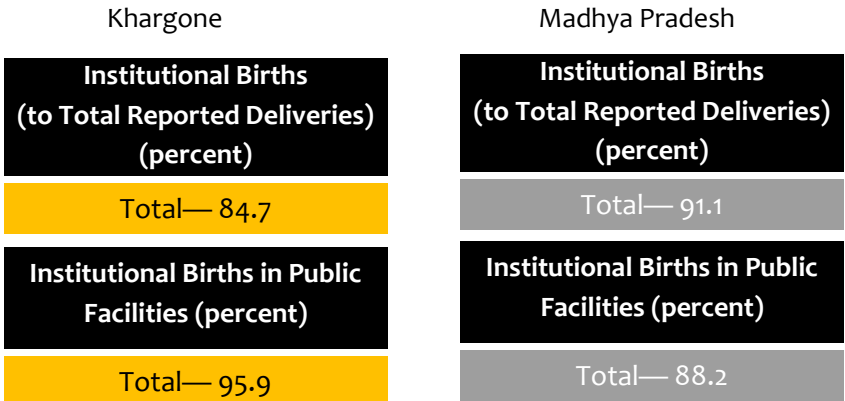 Khargone
Institutional Births
(to Total Reported Deliveries)
(percent)
Total— 84.7
Institutional Births in Public
Facilities (percent)
Total— 95.9
Madhya Pradesh
Institutional Births
(to Total Reported Deliveries)
(percent)
Total— 91.1
Institutional Births in Public
Facilities (percent)
Total— 88.2